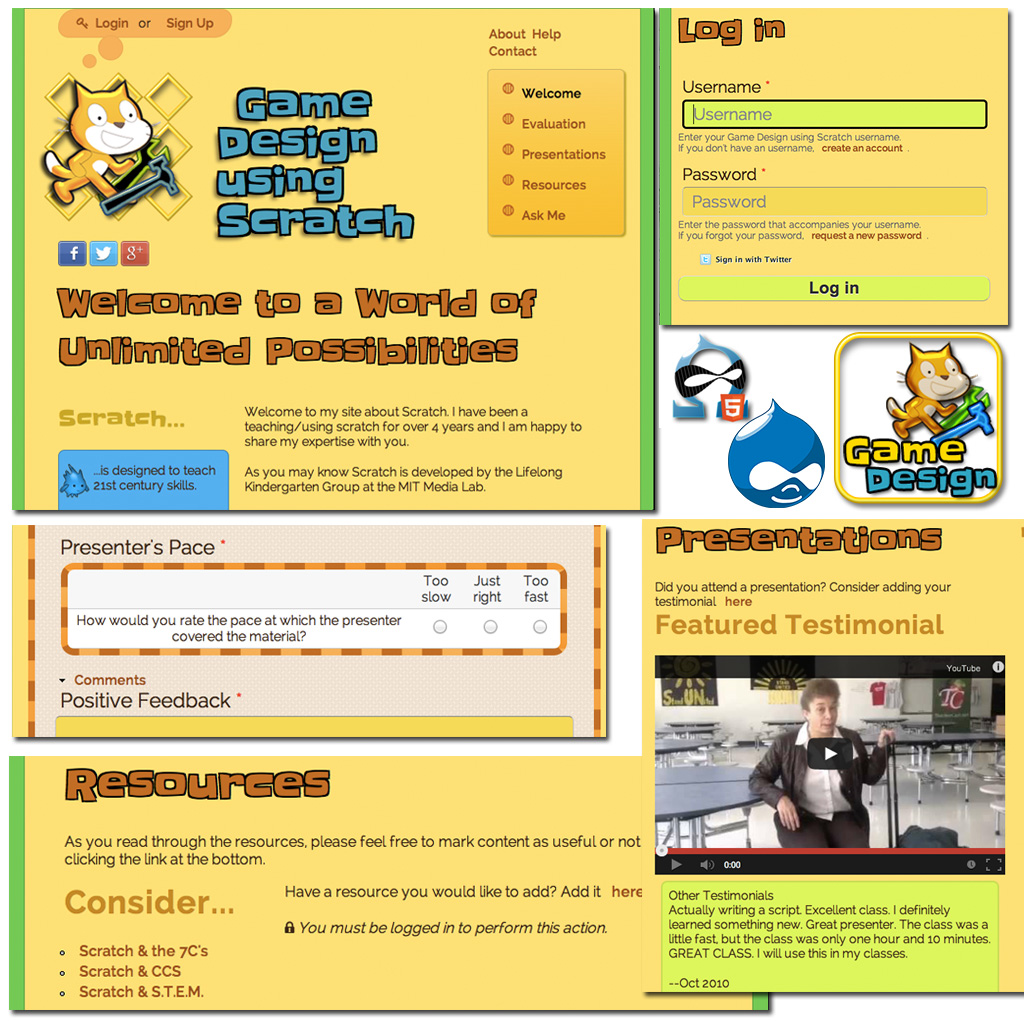 Login or Sign Up
About Help
Contact
Game
Design
using
Scratch
Welcome
Evaluation
Presentations
Resources
Ask Me
f
g+
Welcome to a World of
Unlimited Possibilities
Scratch...
...is designed to teach
21st century skills.
Welcome to my site about Scratch. I have been a
teaching/using scratch for over 4 years and I am happy to
share my expertise with you.
As you may know Scratch is developed by the Lifelong
Kindergarten Group at the MIT Media Lab.
Log in
Username *
Username
Enter your Game Design using Scratch username.
If you don't have an username, create an account .
Password *
Password
Enter the password that accompanies your username.
If you forgot your password, request a new password .
Sign in with Twitter
Log in
5
Game
Design
Presenter's Pace *
Too
slow
Just
right
Too
fast
How would you rate the pace at which the presenter
covered the material?
Comments
Positive Feedback *
Presentations
Did you attend a presentation? Consider adding your
testimonial here
Featured Testimonial
YouTube
TC
0:00
Other Testimonials
Actually writing a script. Excellent class. I definitely
learned something new. Great presenter. The class was a
little fast, but the class was only one hour and 10 minutes.
GREAT CLASS. I will use this in my classes.
--Oct 2010
Resources
As you read through the resources, please feel free to mark content as useful or not
clicking the link at the bottom.
Consider...
Scratch & the 7C's
Scratch & CCS
Scratch & S.T.E.M.
Have a resource you would like to add? Add it here
You must be logged in to perform this action.